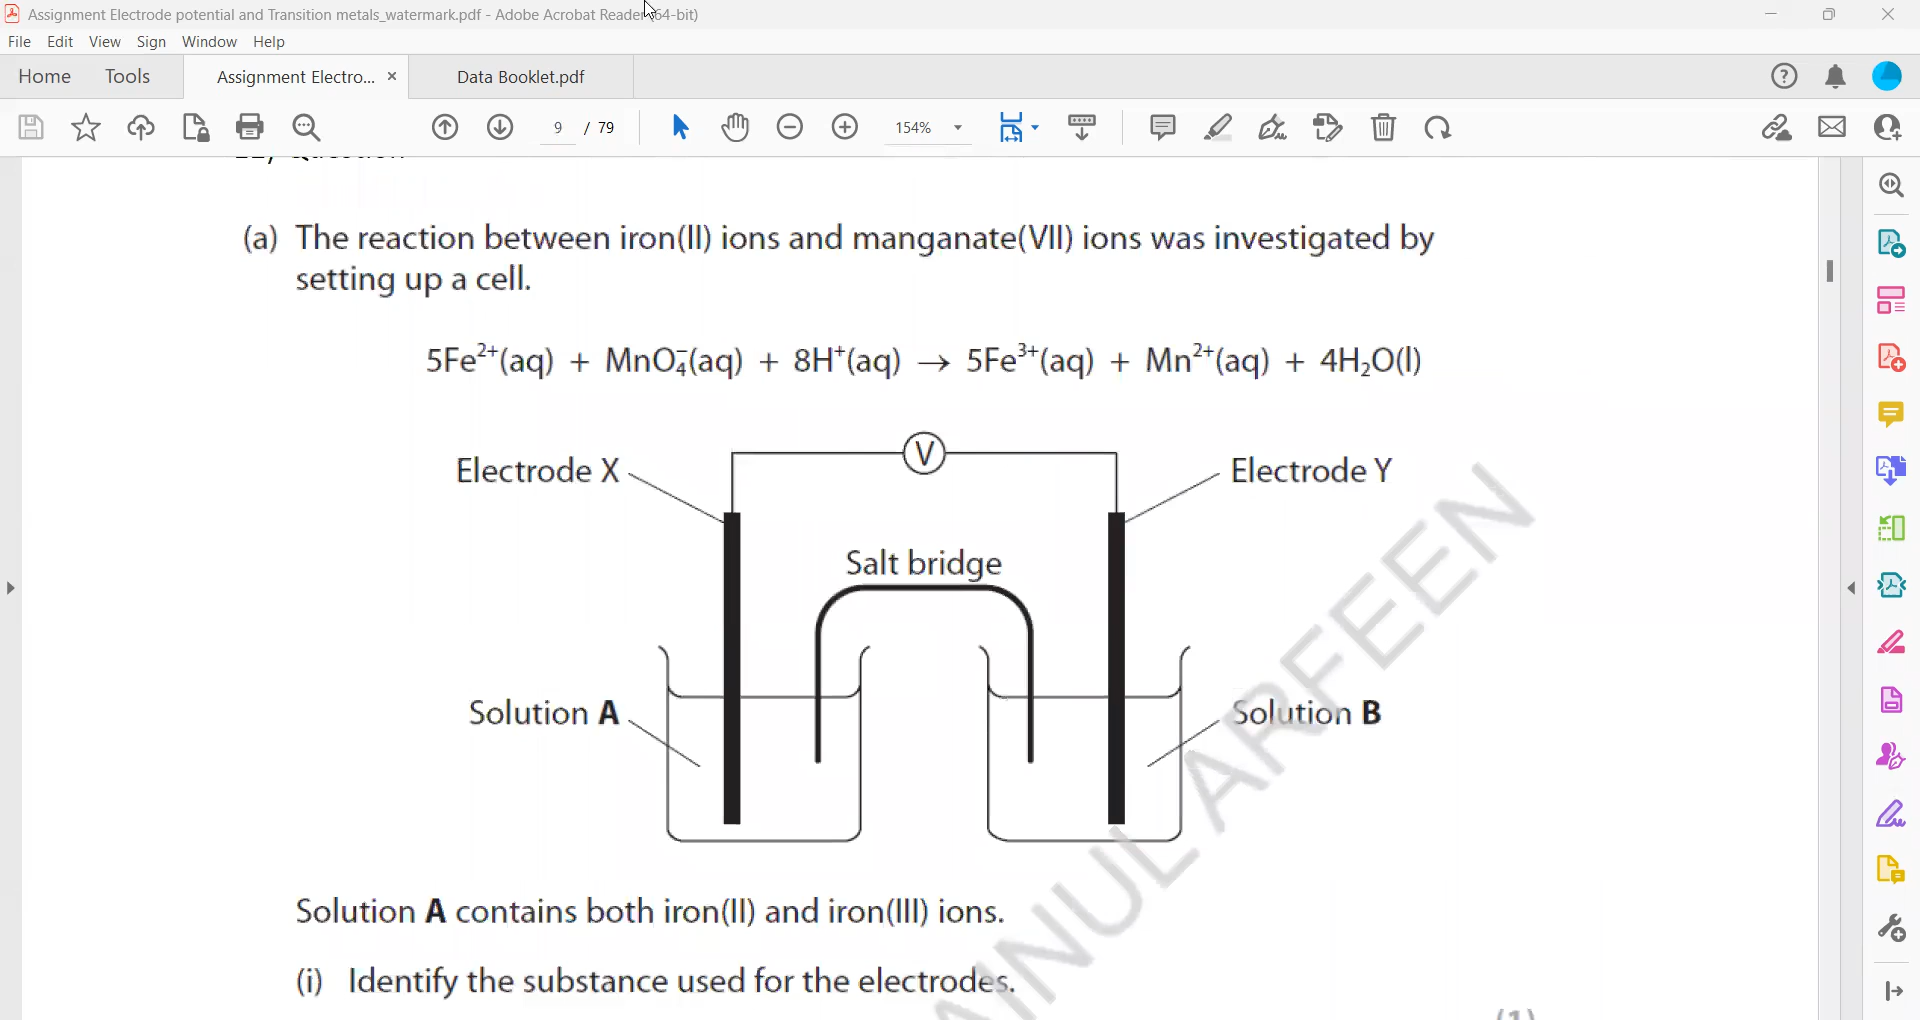 Assignment Electrode potential and Transition metals_watermark.pdf - Adobe Acrobat Reader (64-bit)
File Edit View Sign Window Help
Home Tools Assignment Electro... × Data Booklet.pdf
9 / 79 154%
(a) The reaction between iron(II) ions and manganate(VII) ions was investigated by
setting up a cell.
5Fe²⁺(aq) + MnO₄⁻(aq) + 8H⁺(aq) → 5Fe³⁺(aq) + Mn²⁺(aq) + 4H₂O(l)
V
Electrode X
Electrode Y
Salt bridge
Solution A
Solution B
Solution A contains both iron(II) and iron(III) ions.
(i) Identify the substance used for the electrodes.
(1)
AINUL ARFEEN